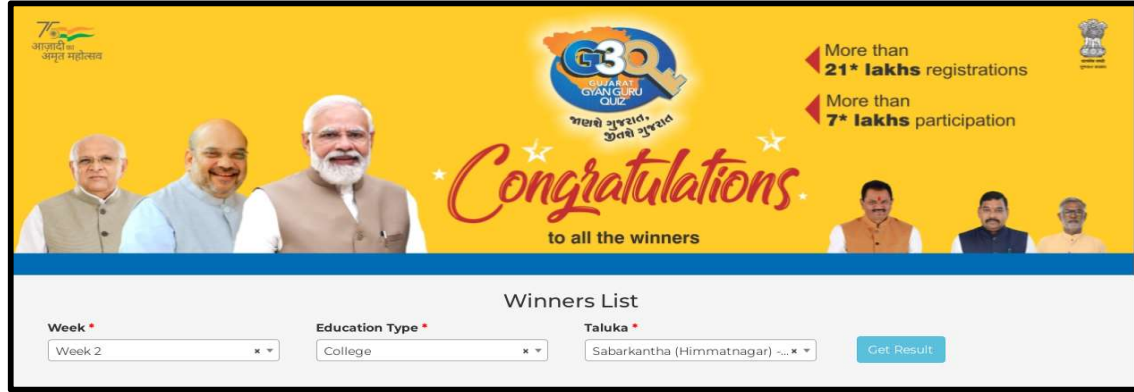 75
आज़ादी का
अमृत महोत्सव
G3Q
GUJARAT
GYAN GURU
QUIZ
જાણશે ગુજરાત,
જીતશે ગુજરાત
More than
21* lakhs registrations
More than
7* lakhs participation
Congratulations
to all the winners
Winners List
Week *
Education Type *
Taluka *
Week 2 × 
College ×
Sabarkantha (Himmatnagar) -... ×
Get Result